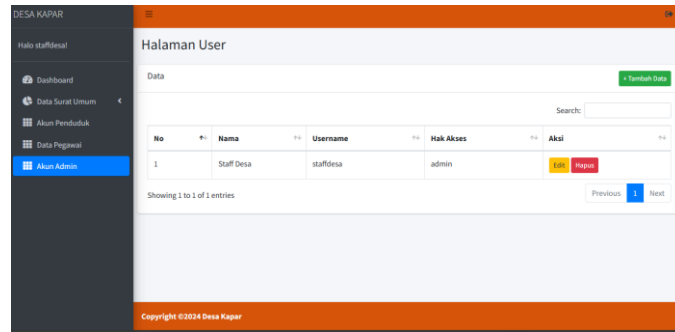 DESA KAPAR
Halo staffdesa!
Dashboard
Data Surat Umum
Akun Penduduk
Data Pegawai
Akun Admin
Halaman User
Data
+ Tambah Data
Search:
No Nama Username Hak Akses Aksi
1 Staff Desa staffdesa admin Edit Hapus
Showing 1 to 1 of 1 entries
Previous 1 Next
Copyright ©2024 Desa Kapar